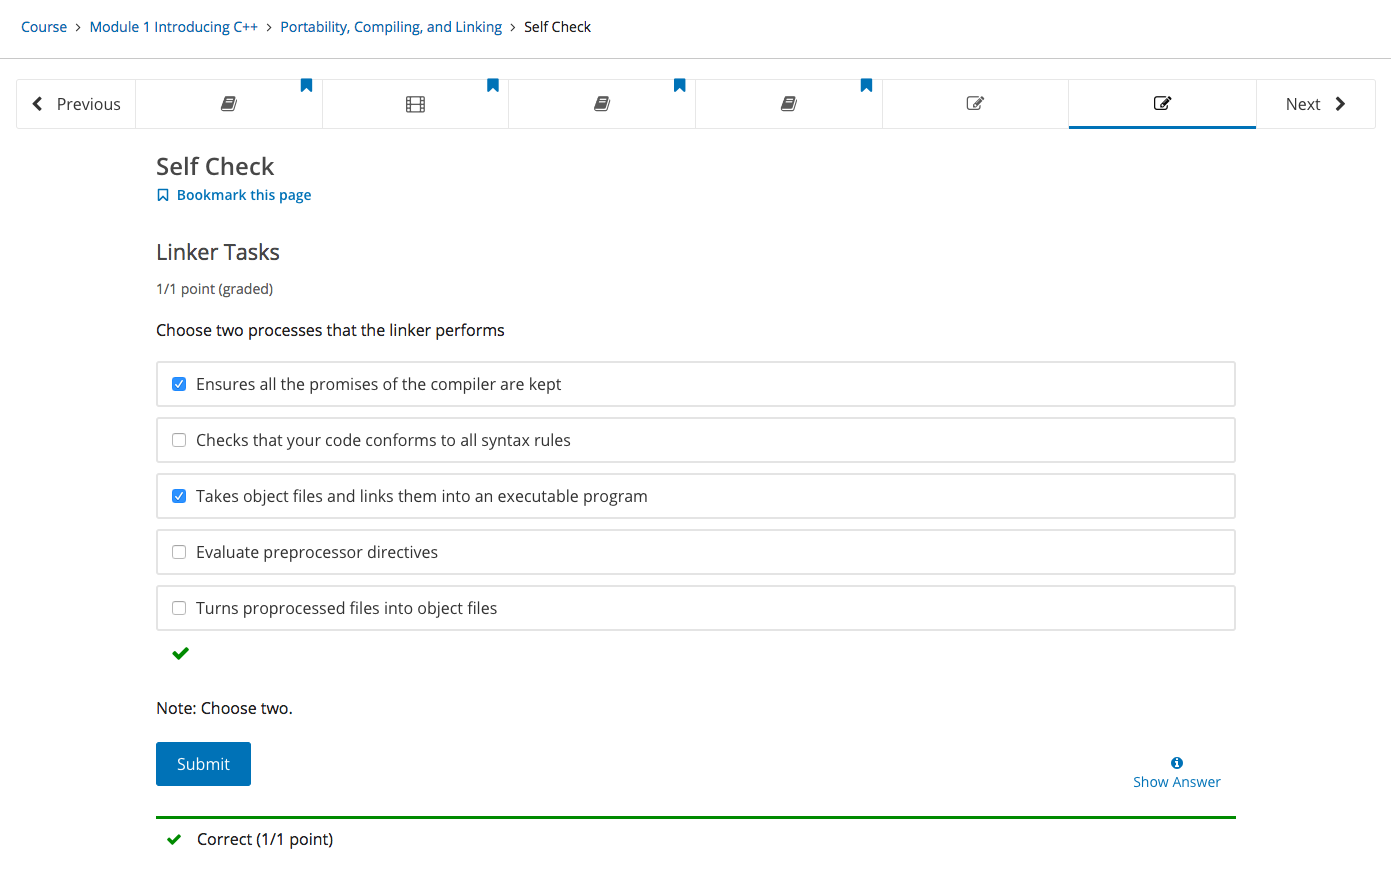 Course > Module 1 Introducing C++ > Portability, Compiling, and Linking > Self Check
Previous
Next
Self Check
Bookmark this page
Linker Tasks
1/1 point (graded)
Choose two processes that the linker performs
Ensures all the promises of the compiler are kept
Checks that your code conforms to all syntax rules
Takes object files and links them into an executable program
Evaluate preprocessor directives
Turns proprocessed files into object files
Note: Choose two.
Submit
Show Answer
Correct (1/1 point)